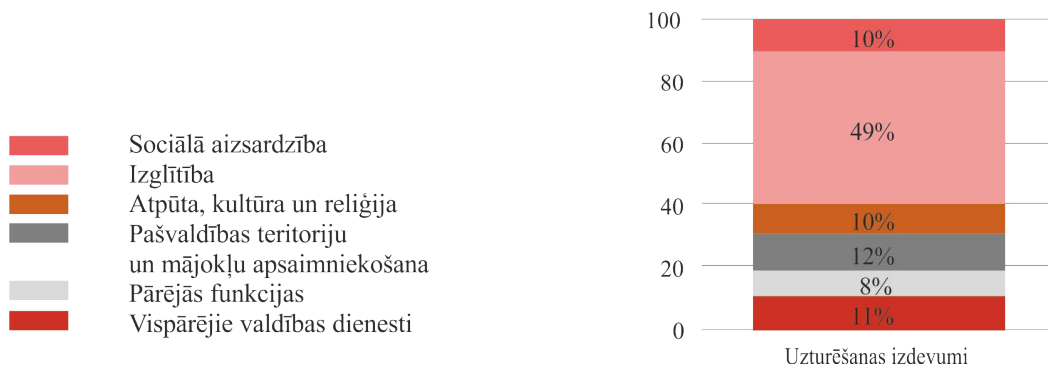 Sociālā aizsardzība
Izglītība
Atpūta, kultūra un reliģija
Pašvaldības teritoriju
un mājokļu apsaimniekošana
Pārējās funkcijas
Vispārējie valdības dienesti
100
80
60
40
20
0
10%
49%
10%
12%
8%
11%
Uzturēšanas izdevumi